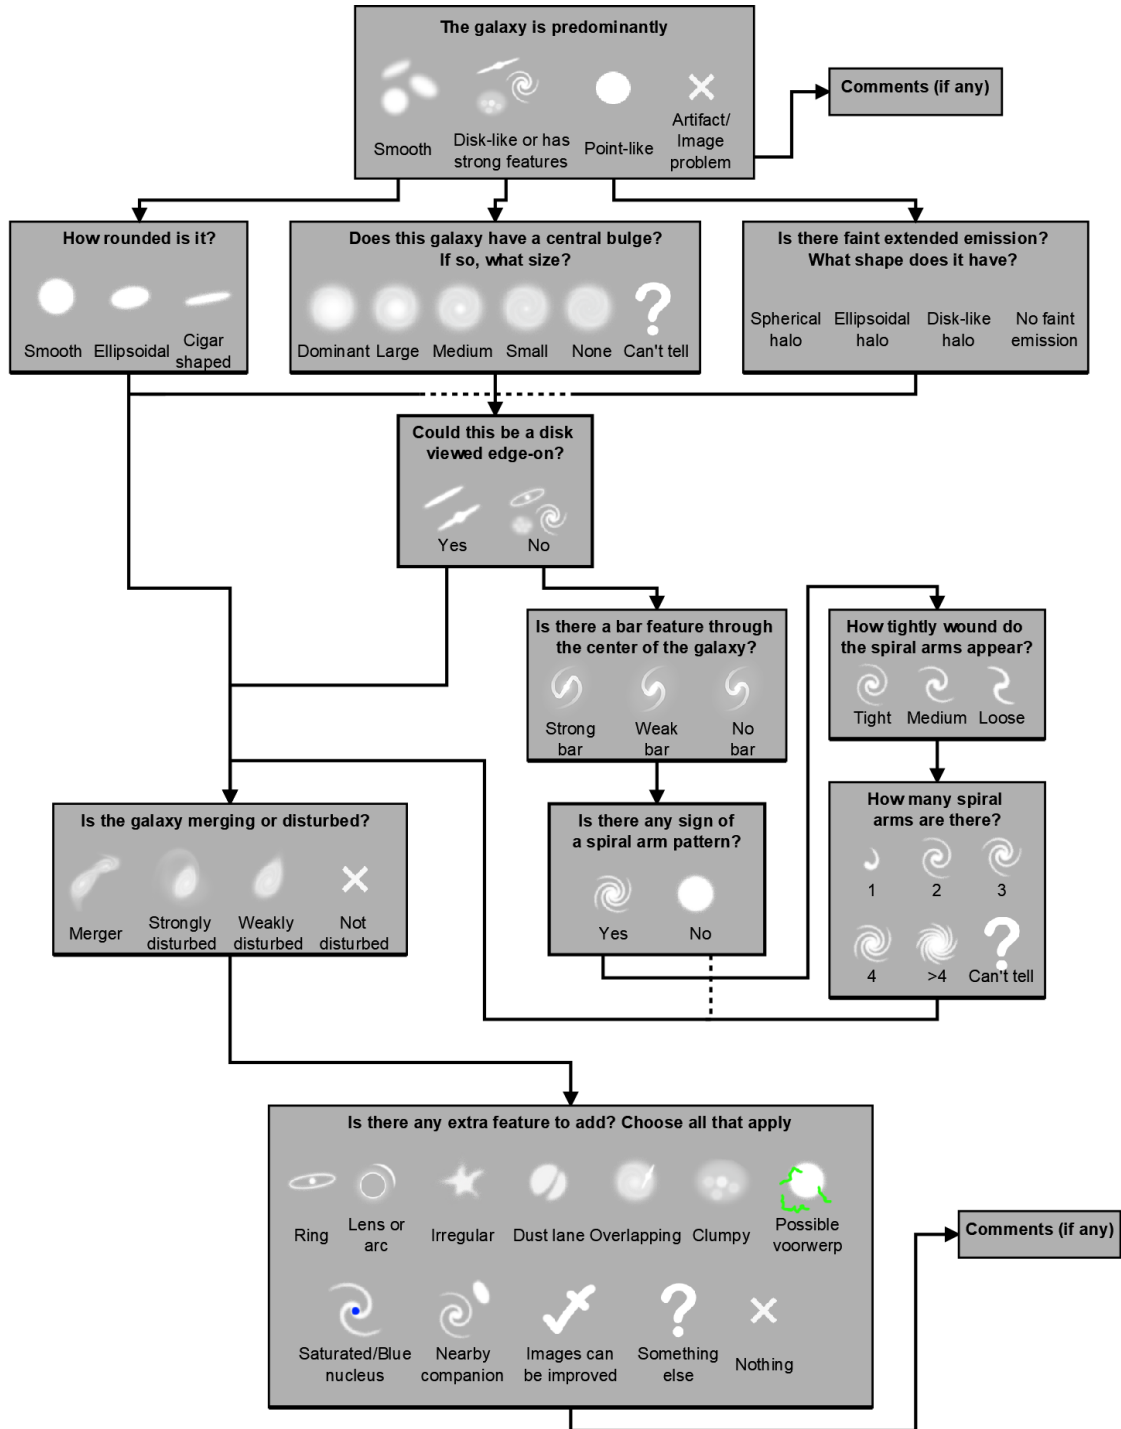 The galaxy is predominantly
Smooth
Disk-like or has
strong features
Point-like
Artifact/
Image
problem
Comments (if any)
How rounded is it?
Smooth
Ellipsoidal
Cigar
shaped
Does this galaxy have a central bulge?
If so, what size?
Dominant
Large
Medium
Small
None
?
Can't tell
Is there faint extended emission?
What shape does it have?
Spherical
halo
Ellipsoidal
halo
Disk-like
halo
No faint
emission
Could this be a disk
viewed edge-on?
Yes
No
Is there a bar feature through
the center of the galaxy?
Strong
bar
Weak
bar
No
bar
How tightly wound do
the spiral arms appear?
Tight
Medium
Loose
Is there any sign of
a spiral arm pattern?
Yes
No
How many spiral
arms are there?
1
2
3
4
>4
?
Can't tell
Is the galaxy merging or disturbed?
Merger
Strongly
disturbed
Weakly
disturbed
Not
disturbed
Is there any extra feature to add? Choose all that apply
Ring
Lens or
arc
Irregular
Dust lane
Overlapping
Clumpy
Possible
voorwerp
Saturated/Blue
nucleus
Nearby
companion
Images can
be improved
?
Something
else
Nothing
Comments (if any)